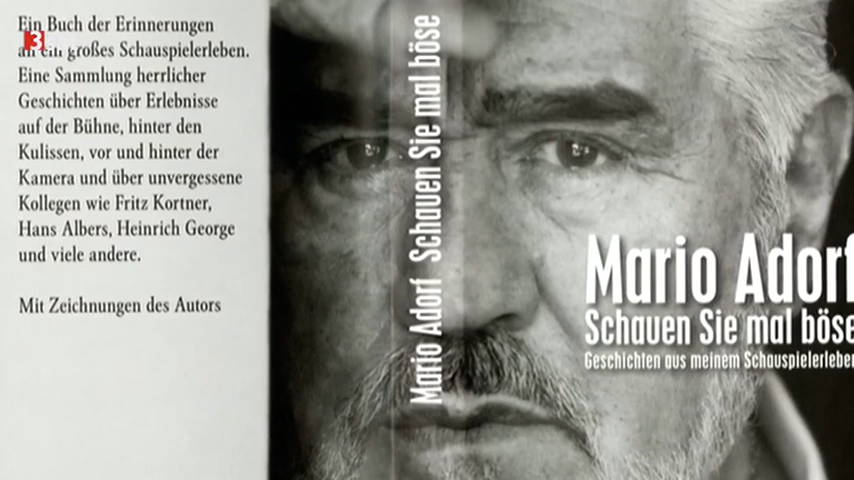 Ein Buch der Erinnerungen
an ein großes Schauspielerleben.
Eine Sammlung herrlicher
Geschichten über Erlebnisse
auf der Bühne, hinter den
Kulissen, vor und hinter der
Kamera und über unvergessene
Kollegen wie Fritz Kortner,
Hans Albers, Heinrich George
und viele andere.
Mit Zeichnungen des Autors
3
Mario Adorf Schauen Sie mal böse
Mario Adorf
Schauen Sie mal böse
Geschichten aus meinem Schauspielerleben